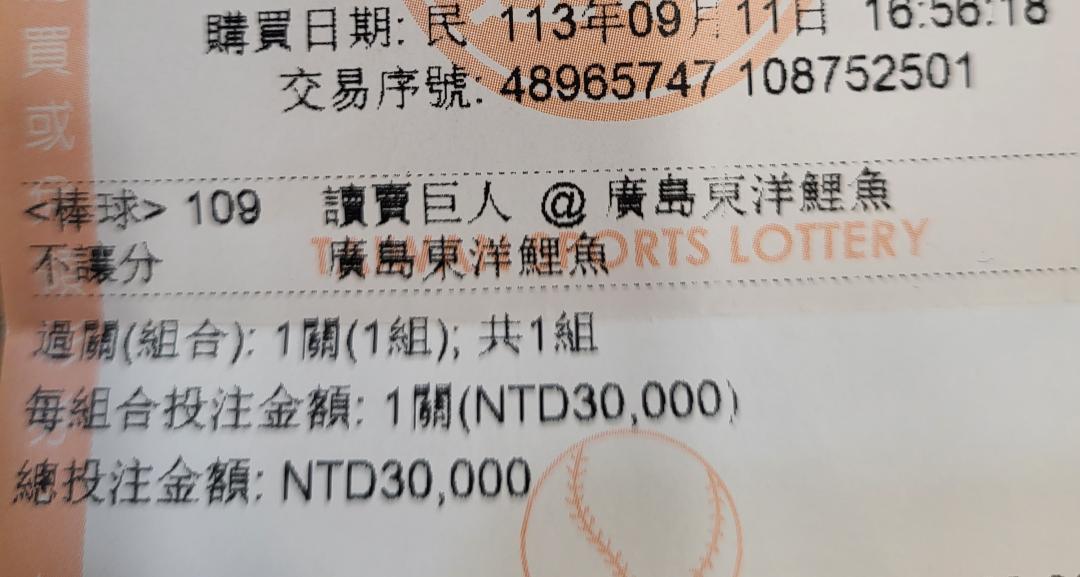 購買日期: 民 113年09月11日 16:56:18
交易序號: 48965747 108752501
買或
<棒球> 109 讀賣巨人 @ 廣島東洋鯉魚
不讓分 廣島東洋鯉魚
TAIWAN SPORTS LOTTERY
過關(組合): 1關(1組); 共1組
每組合投注金額: 1關(NTD30,000)
總投注金額: NTD30,000